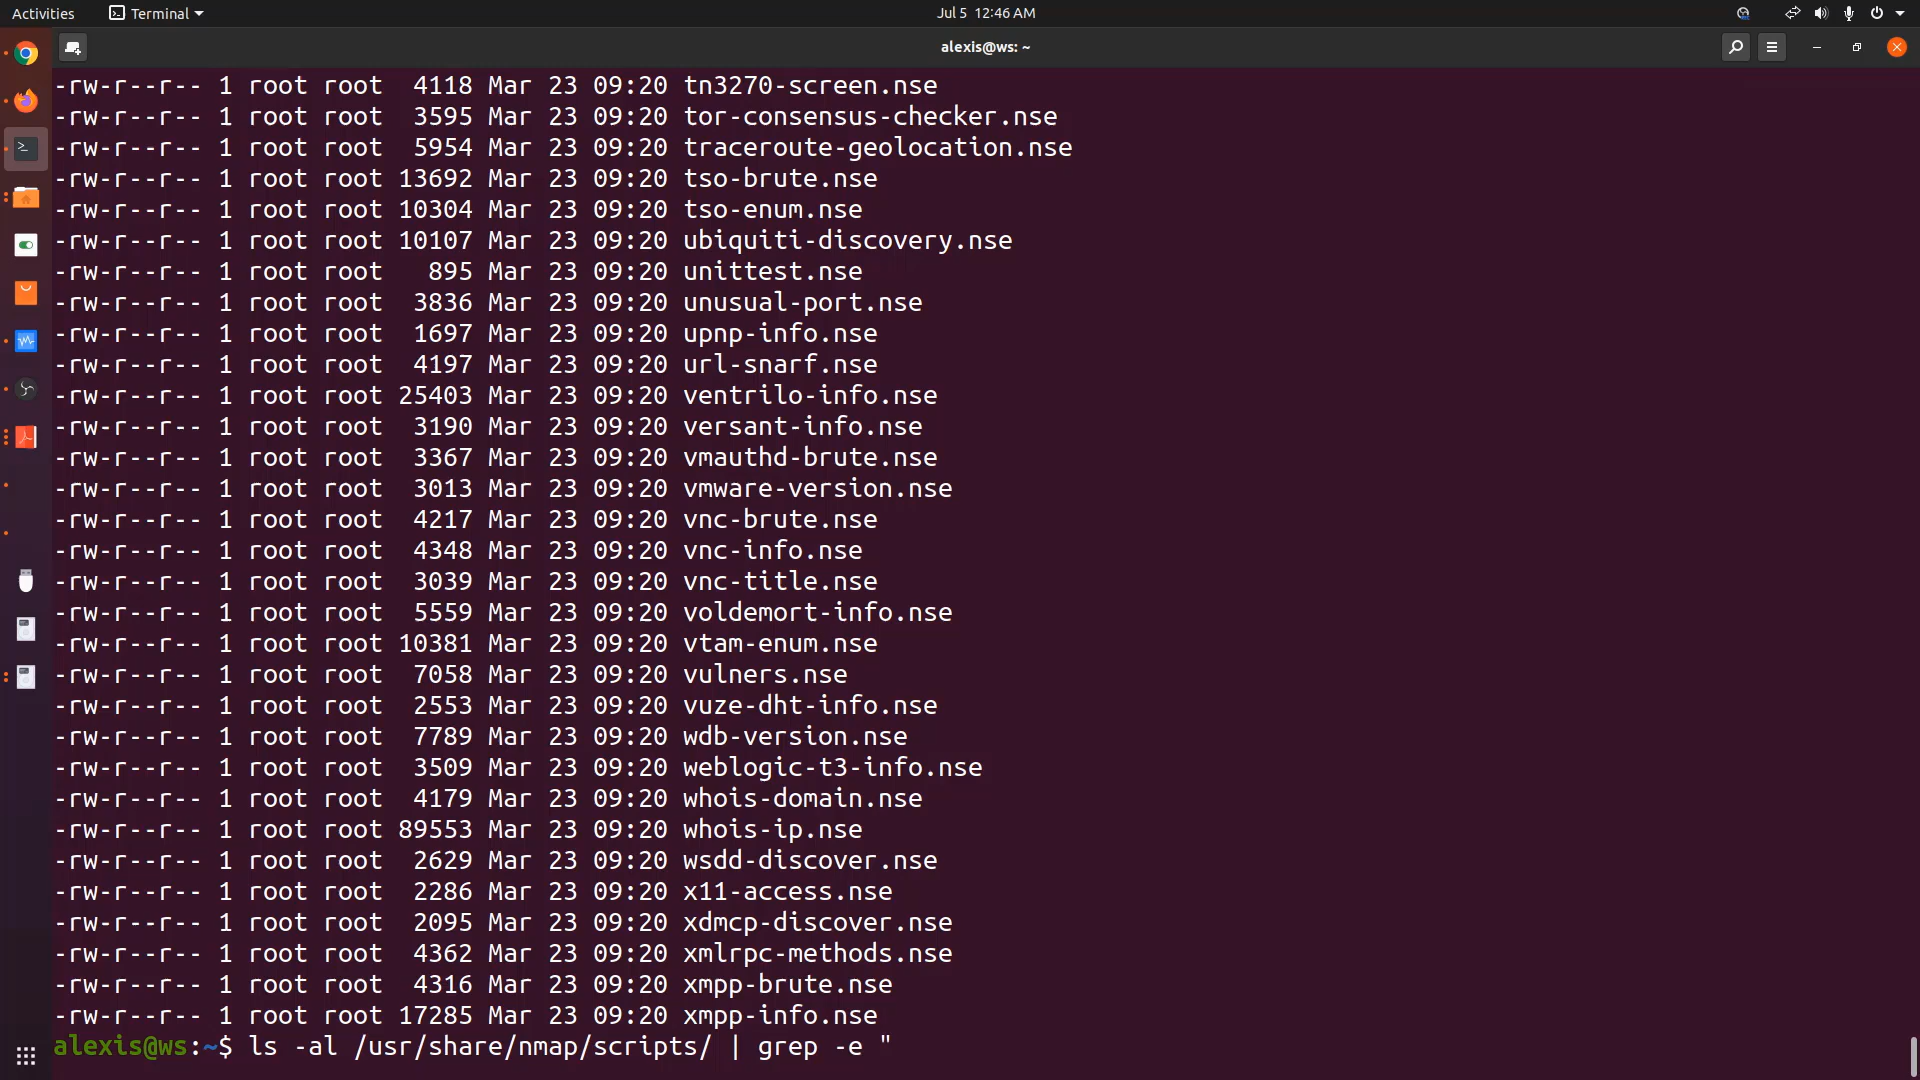 Activities
Terminal
Jul 5 12:46 AM
alexis@ws: ~
-rw-r--r-- 1 root root  4118 Mar 23 09:20 tn3270-screen.nse
-rw-r--r-- 1 root root  3595 Mar 23 09:20 tor-consensus-checker.nse
-rw-r--r-- 1 root root  5954 Mar 23 09:20 traceroute-geolocation.nse
-rw-r--r-- 1 root root 13692 Mar 23 09:20 tso-brute.nse
-rw-r--r-- 1 root root 10304 Mar 23 09:20 tso-enum.nse
-rw-r--r-- 1 root root 10107 Mar 23 09:20 ubiquiti-discovery.nse
-rw-r--r-- 1 root root   895 Mar 23 09:20 unittest.nse
-rw-r--r-- 1 root root  3836 Mar 23 09:20 unusual-port.nse
-rw-r--r-- 1 root root  1697 Mar 23 09:20 upnp-info.nse
-rw-r--r-- 1 root root  4197 Mar 23 09:20 url-snarf.nse
-rw-r--r-- 1 root root 25403 Mar 23 09:20 ventrilo-info.nse
-rw-r--r-- 1 root root  3190 Mar 23 09:20 versant-info.nse
-rw-r--r-- 1 root root  3367 Mar 23 09:20 vmauthd-brute.nse
-rw-r--r-- 1 root root  3013 Mar 23 09:20 vmware-version.nse
-rw-r--r-- 1 root root  4217 Mar 23 09:20 vnc-brute.nse
-rw-r--r-- 1 root root  4348 Mar 23 09:20 vnc-info.nse
-rw-r--r-- 1 root root  3039 Mar 23 09:20 vnc-title.nse
-rw-r--r-- 1 root root  5559 Mar 23 09:20 voldemort-info.nse
-rw-r--r-- 1 root root 10381 Mar 23 09:20 vtam-enum.nse
-rw-r--r-- 1 root root  7058 Mar 23 09:20 vulners.nse
-rw-r--r-- 1 root root  2553 Mar 23 09:20 vuze-dht-info.nse
-rw-r--r-- 1 root root  7789 Mar 23 09:20 wdb-version.nse
-rw-r--r-- 1 root root  3509 Mar 23 09:20 weblogic-t3-info.nse
-rw-r--r-- 1 root root  4179 Mar 23 09:20 whois-domain.nse
-rw-r--r-- 1 root root 89553 Mar 23 09:20 whois-ip.nse
-rw-r--r-- 1 root root  2629 Mar 23 09:20 wsdd-discover.nse
-rw-r--r-- 1 root root  2286 Mar 23 09:20 x11-access.nse
-rw-r--r-- 1 root root  2095 Mar 23 09:20 xdmcp-discover.nse
-rw-r--r-- 1 root root  4362 Mar 23 09:20 xmlrpc-methods.nse
-rw-r--r-- 1 root root  4316 Mar 23 09:20 xmpp-brute.nse
-rw-r--r-- 1 root root 17285 Mar 23 09:20 xmpp-info.nse
alexis@ws:~$ ls -al /usr/share/nmap/scripts/ | grep -e "